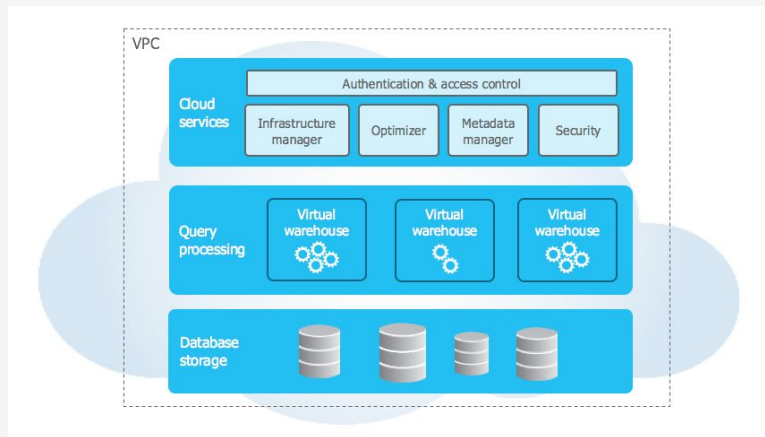 VPC
Authentication & access control
Cloud
services
Infrastructure
manager
Optimizer
Metadata
manager
Security
Query
processing
Virtual
warehouse
Virtual
warehouse
Virtual
warehouse
Database
storage